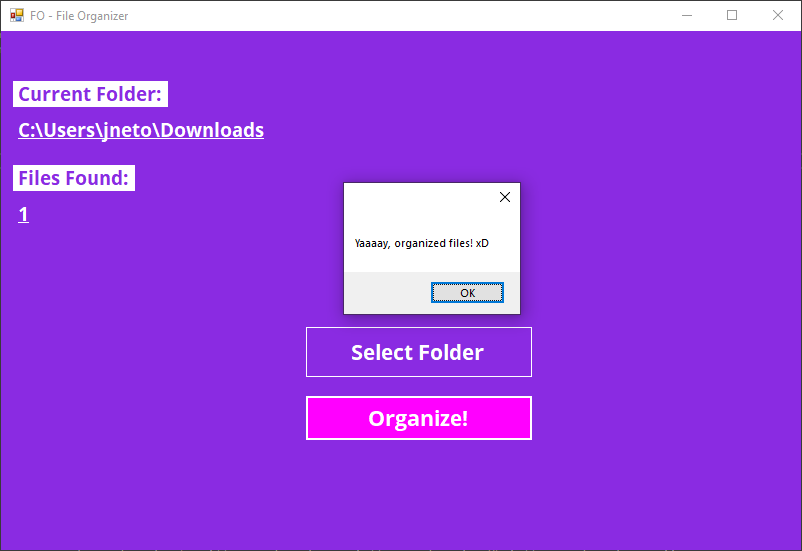 FO - File Organizer
Current Folder:
C:\Users\jneto\Downloads
Files Found:
1
Yaaaay, organized files! xD
OK
Select Folder
Organize!